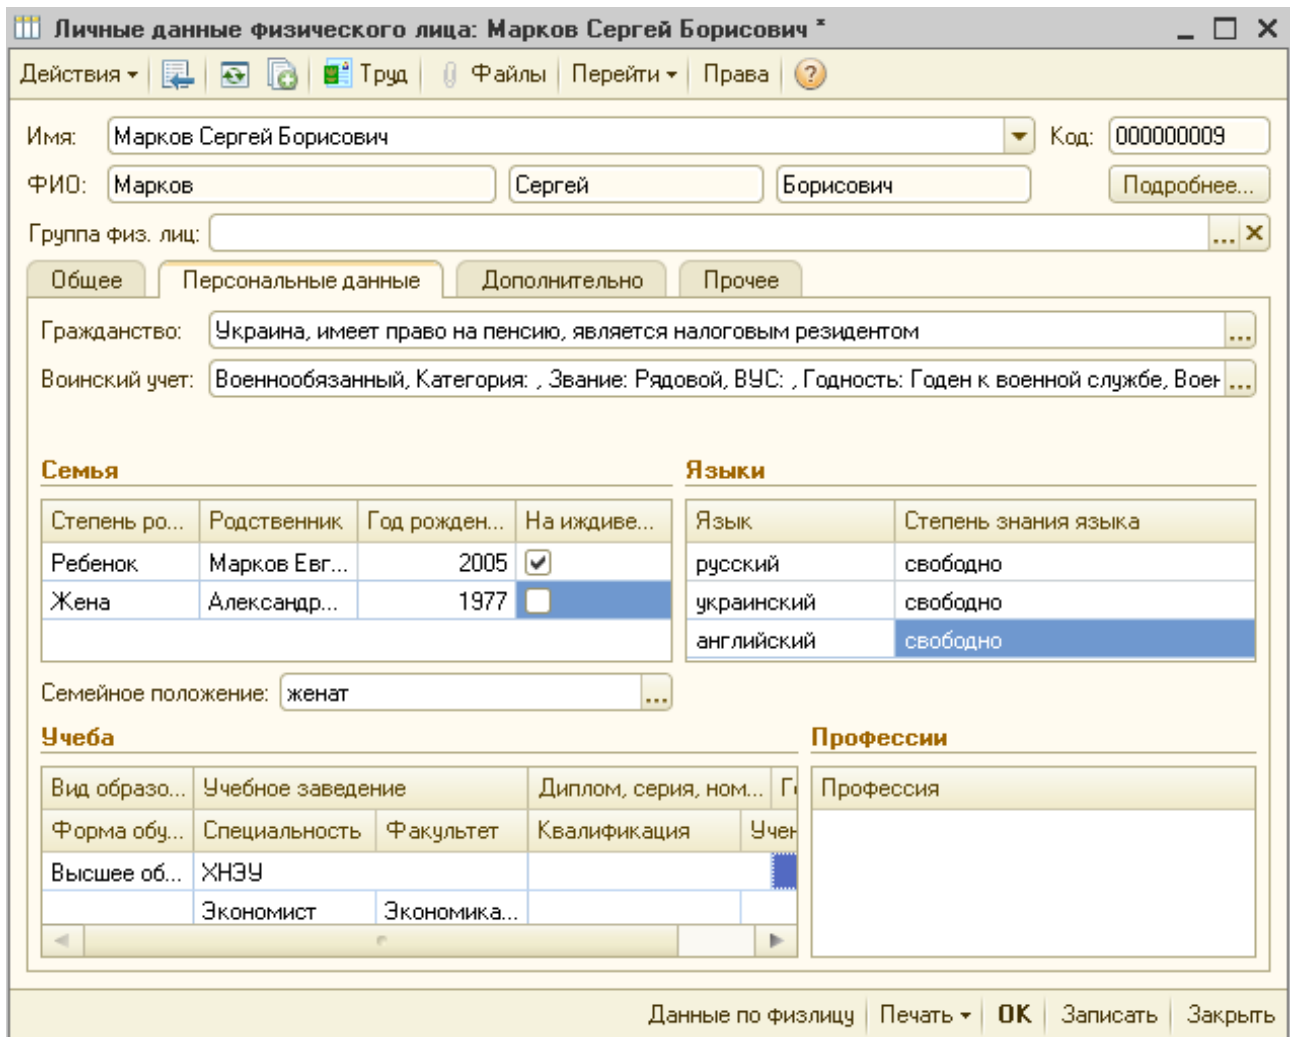 Личные данные физического лица: Марков Сергей Борисович *
Действия Труд Файлы Перейти Права ?
Имя: Марков Сергей Борисович Код: 000000009
ФИО: Марков Сергей Борисович Подробнее...
Группа физ. лиц: ...
Общее Персональные данные Дополнительно Прочее
Гражданство: Украина, имеет право на пенсию, является налоговым резидентом ...
Воинский учет: Военнообязанный, Категория: , Звание: Рядовой, ВУС: , Годность: Годен к военной службе, Воен ...
Семья Языки
Степень ро... Родственник Год рожден... На иждиве... Язык Степень знания языка
Ребенок Марков Евг... 2005 русский свободно
Жена Александр... 1977 украинский свободно
английский свободно
Семейное положение: женат ...
Учеба Профессии
Вид образо... Учебное заведение Диплом, серия, ном... Профессия
Форма обу... Специальность Факультет Квалификация Учен
Высшее об... ХНЭУ
Экономист Экономика...
Данные по физлицу Печать OK Записать Закрыть